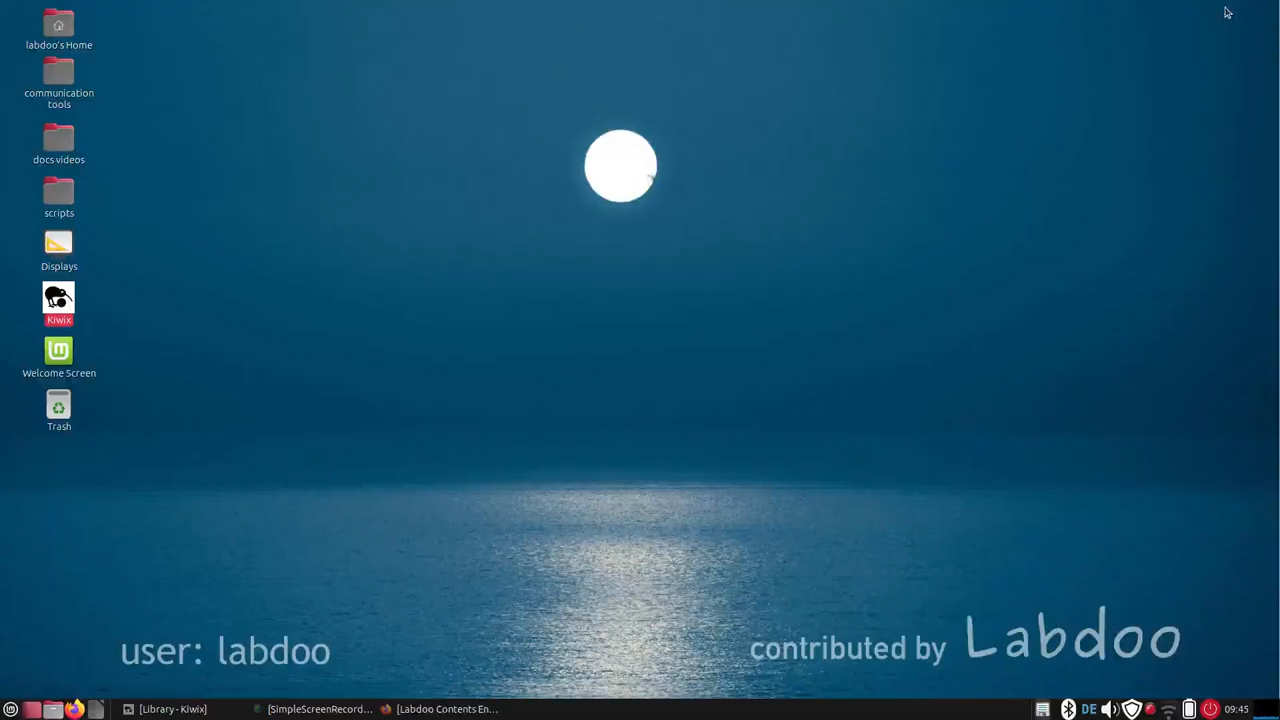 labdoo's Home
communication
tools
docs videos
scripts
Displays
Kiwix
Welcome Screen
Trash
user: labdoo
contributed by Labdoo
[Library - Kiwix]
[SimpleScreenRecord...
[Labdoo Contents En...
DE
09:45